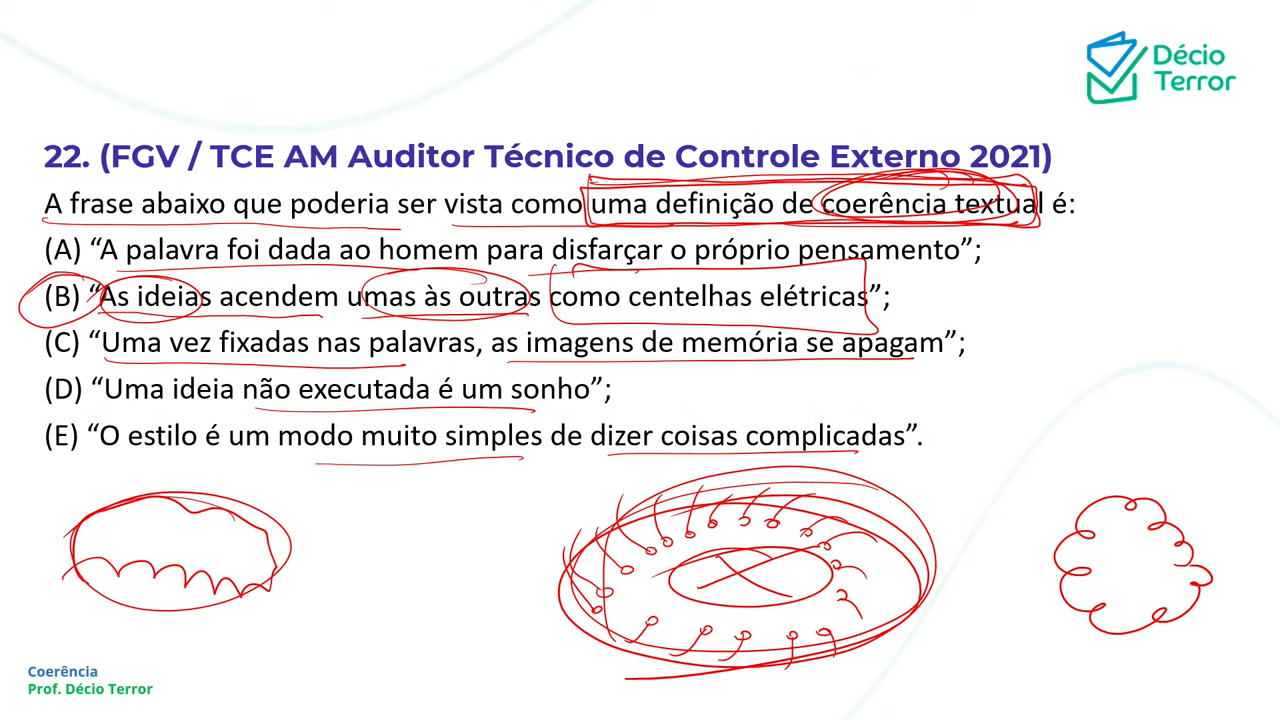 Décio
Terror
22. (FGV / TCE AM Auditor Técnico de Controle Externo 2021)
A frase abaixo que poderia ser vista como uma definição de coerência textual é:
(A) “A palavra foi dada ao homem para disfarçar o próprio pensamento”;
(B) “As ideias acendem umas às outras como centelhas elétricas”;
(C) “Uma vez fixadas nas palavras, as imagens de memória se apagam”;
(D) “Uma ideia não executada é um sonho”;
(E) “O estilo é um modo muito simples de dizer coisas complicadas”.
Coerência
Prof. Décio Terror